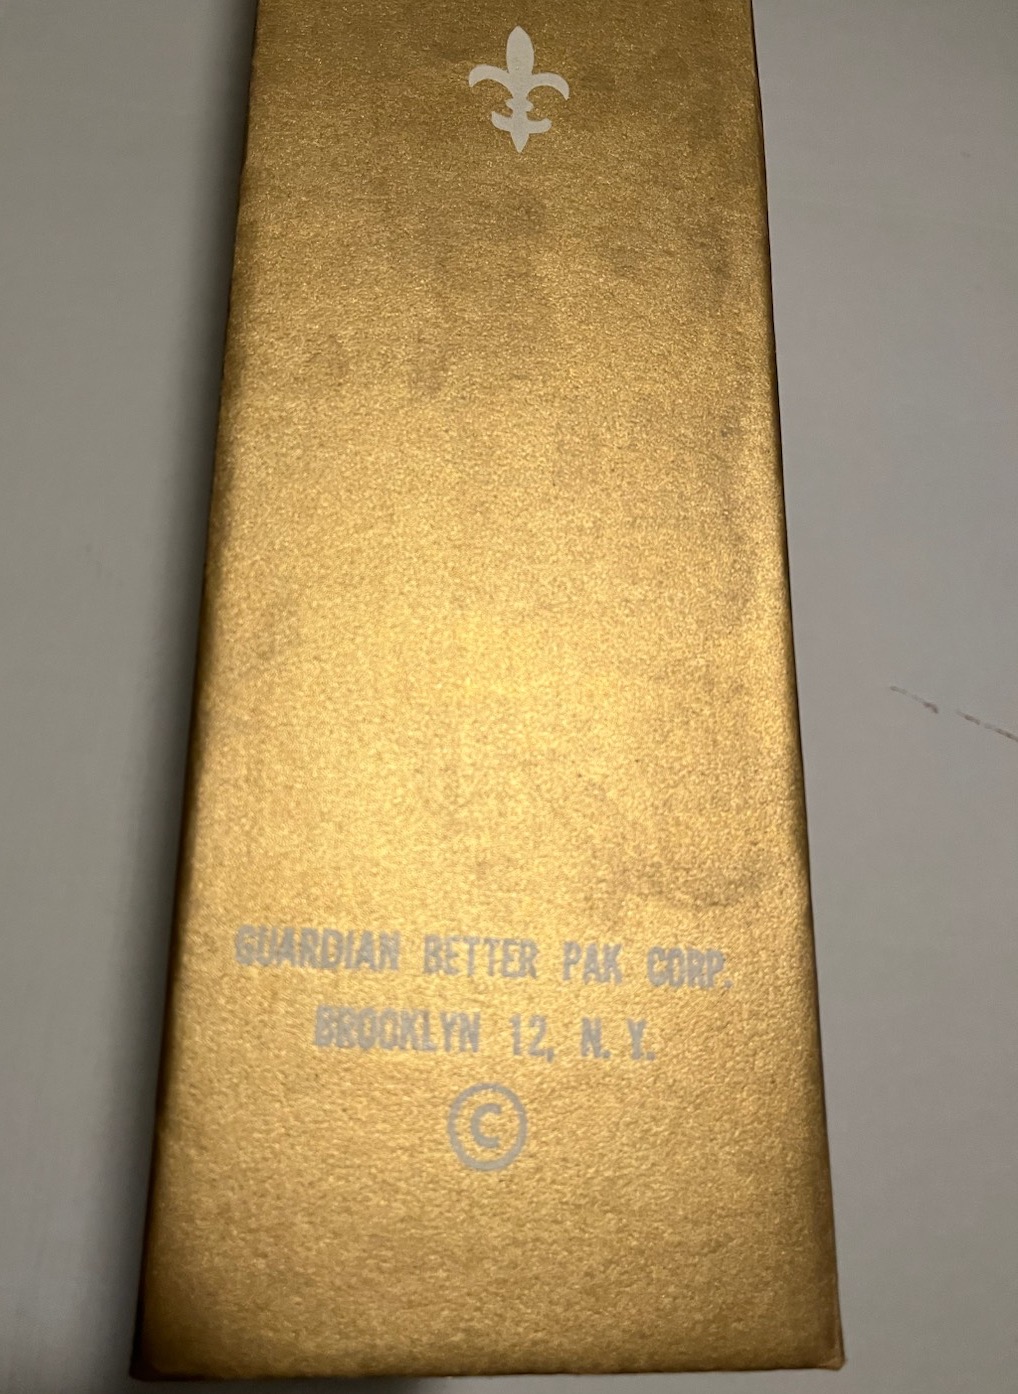 GUARDIAN BETTER PAK CORP.
BROOKLYN 12, N. Y.
©